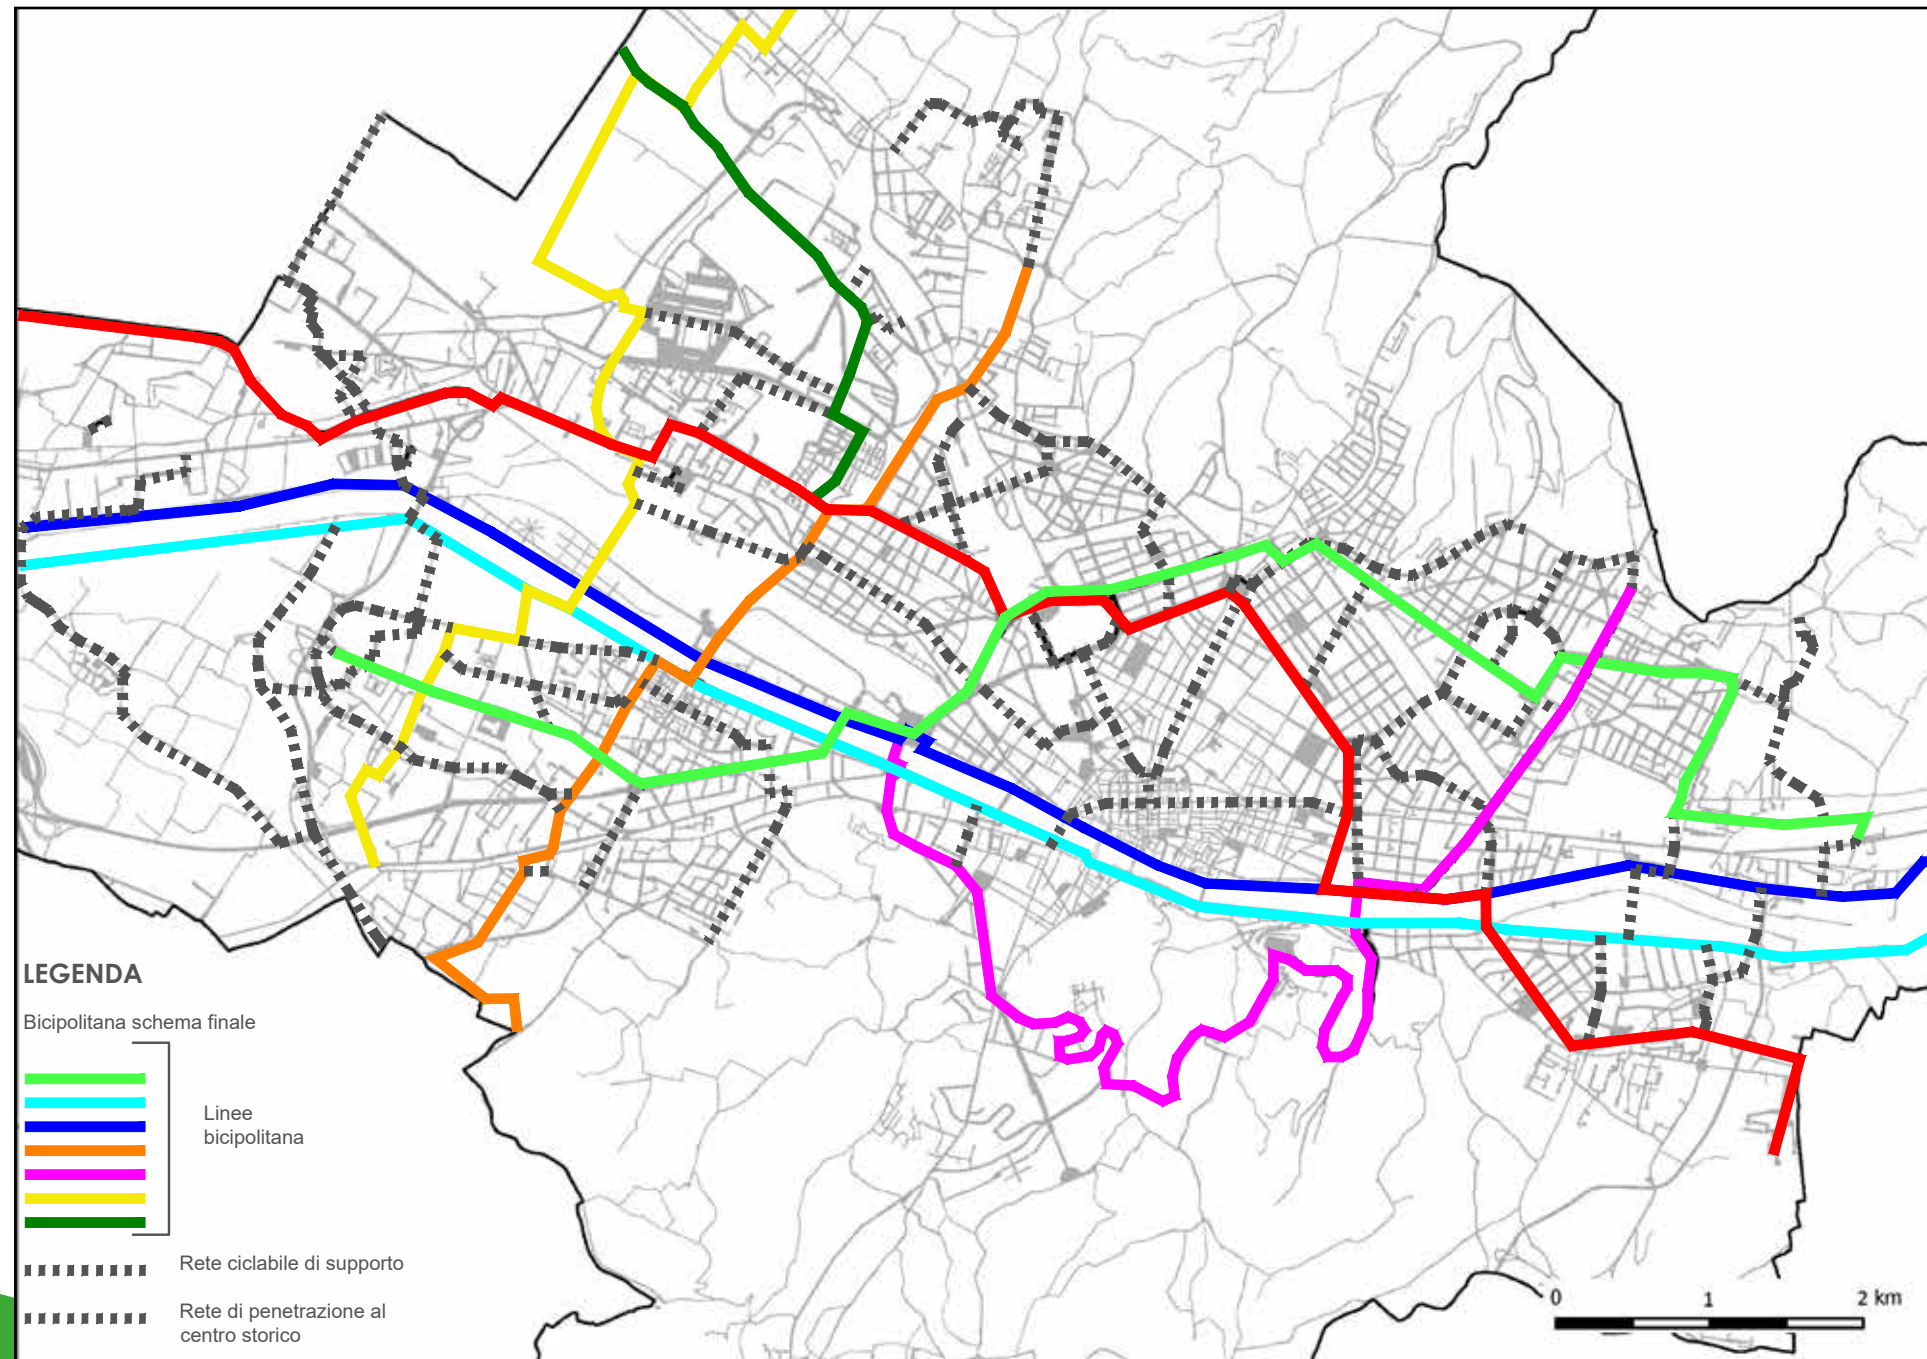 LEGENDA
Bicipolitana schema finale
Linee
bicipolitana
Rete ciclabile di supporto
Rete di penetrazione al
centro storico
0 1 2 km